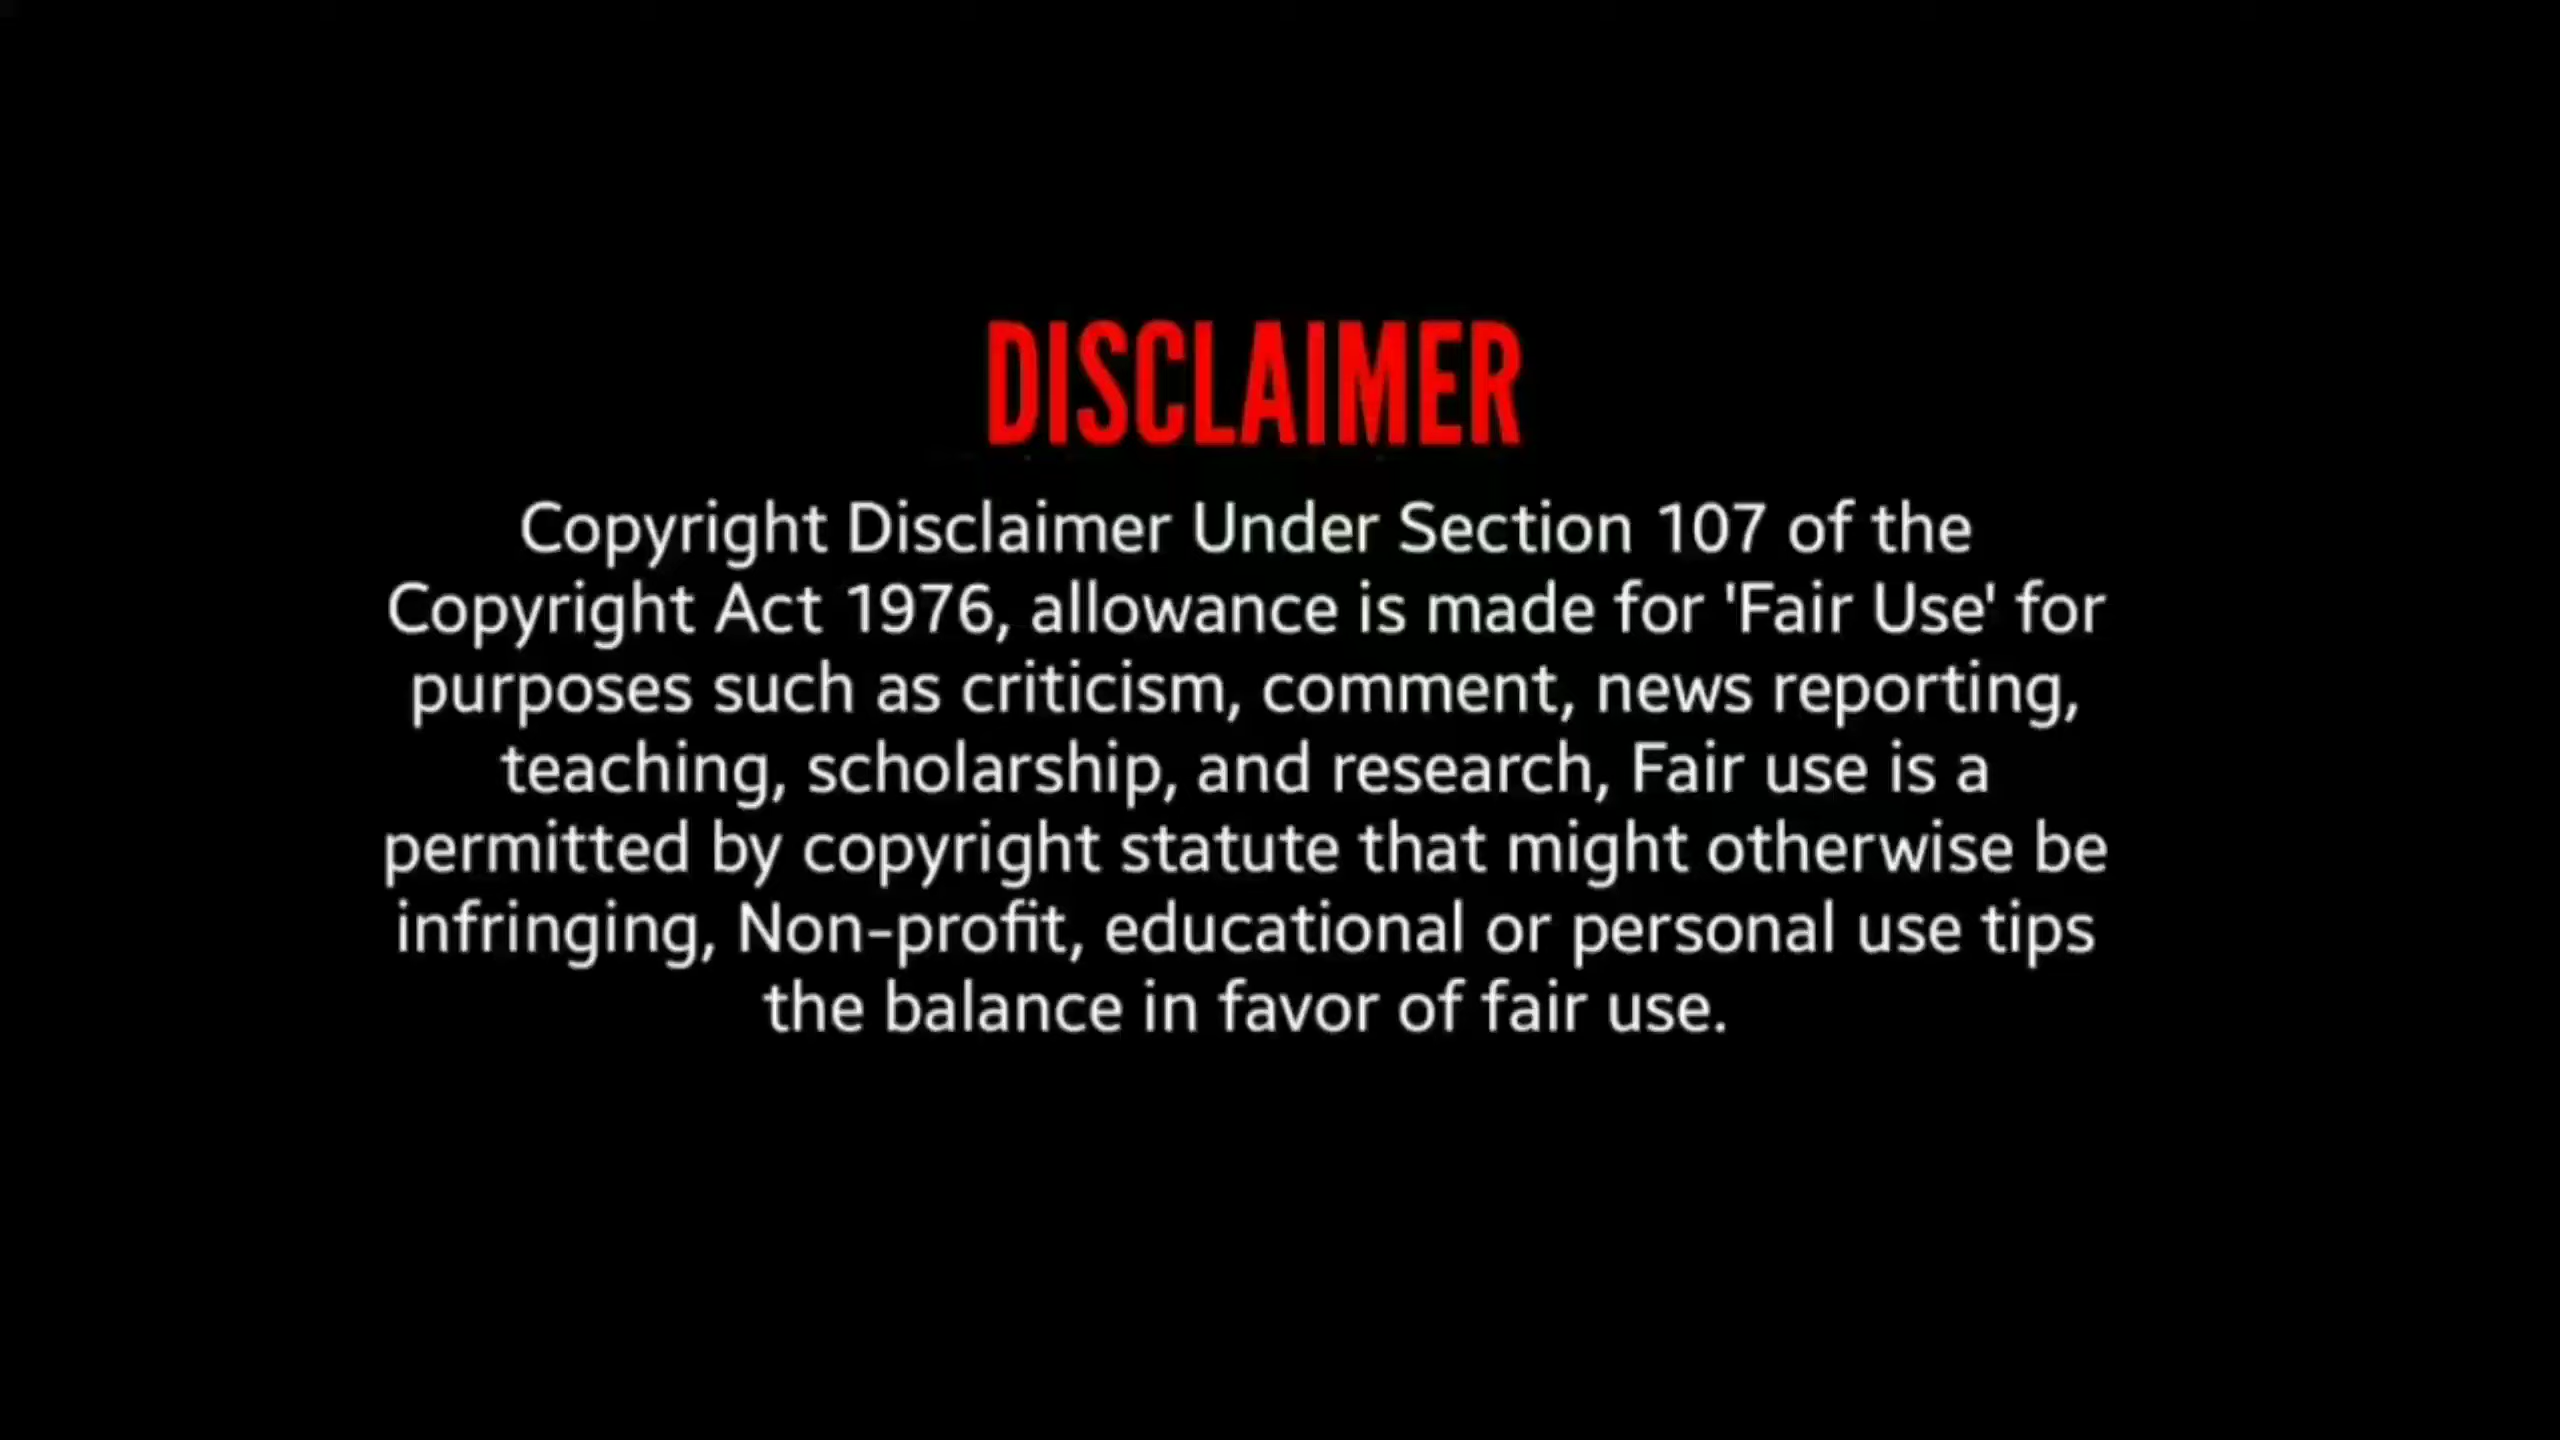 DISCLAIMER
Copyright Disclaimer Under Section 107 of the
Copyright Act 1976, allowance is made for 'Fair Use' for
purposes such as criticism, comment, news reporting,
teaching, scholarship, and research, Fair use is a
permitted by copyright statute that might otherwise be
infringing, Non-profit, educational or personal use tips
the balance in favor of fair use.